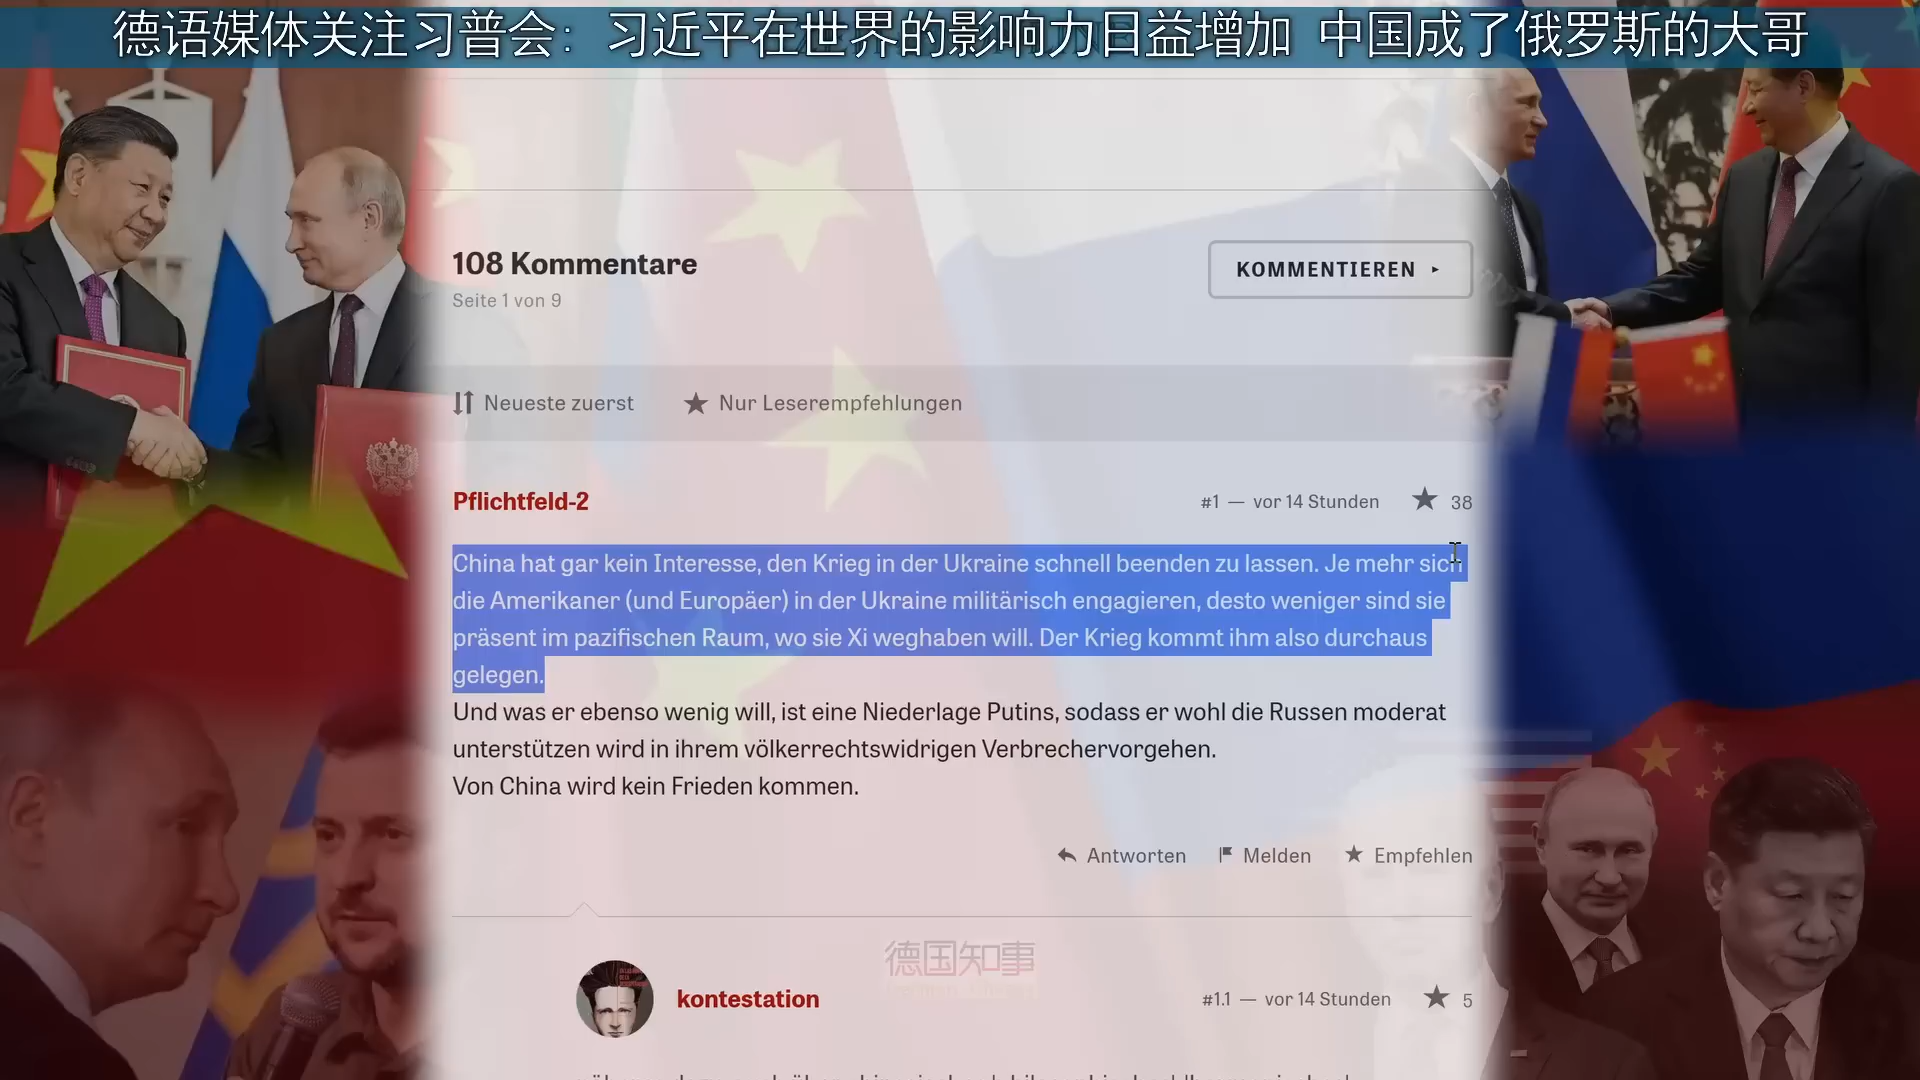 德语媒体关注习普会：习近平在世界的影响力日益增加 中国成了俄罗斯的大哥
108 Kommentare
Seite 1 von 9
KOMMENTIEREN
Neueste zuerst
Nur Leserempfehlungen
Pflichtfeld-2
#1 — vor 14 Stunden
38
China hat gar kein Interesse, den Krieg in der Ukraine schnell beenden zu lassen. Je mehr sich
die Amerikaner (und Europäer) in der Ukraine militärisch engagieren, desto weniger sind sie
präsent im pazifischen Raum, wo sie Xi weghaben will. Der Krieg kommt ihm also durchaus
gelegen.
Und was er ebenso wenig will, ist eine Niederlage Putins, sodass er wohl die Russen moderat
unterstützen wird in ihrem völkerrechtswidrigen Verbrechervorgehen.
Von China wird kein Frieden kommen.
Antworten
Melden
Empfehlen
德国知事
kontestation
#1.1 — vor 14 Stunden
5